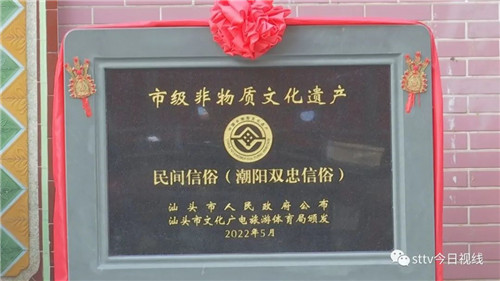 市级非物质文化遗产
民间信俗（潮阳双忠信俗）
汕头市人民政府公布
汕头市文化广电旅游体育局颁发
2022年5月
sttv今日视线